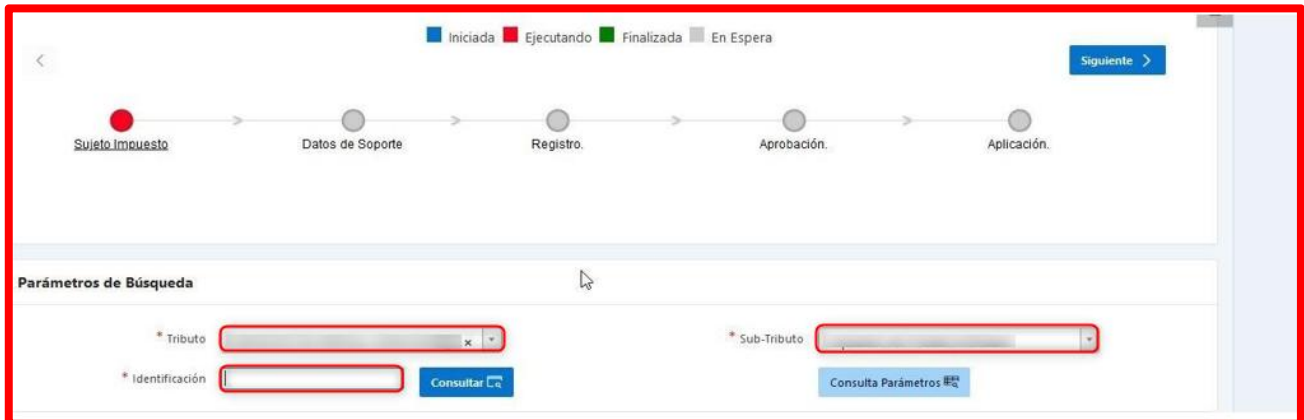 Iniciada Ejecutando Finalizada En Espera
Siguiente
Sujeto Impuesto Datos de Soporte Registro. Aprobación. Aplicación.
Parámetros de Búsqueda
* Tributo * Sub-Tributo
* Identificación Consultar Consulta Parámetros